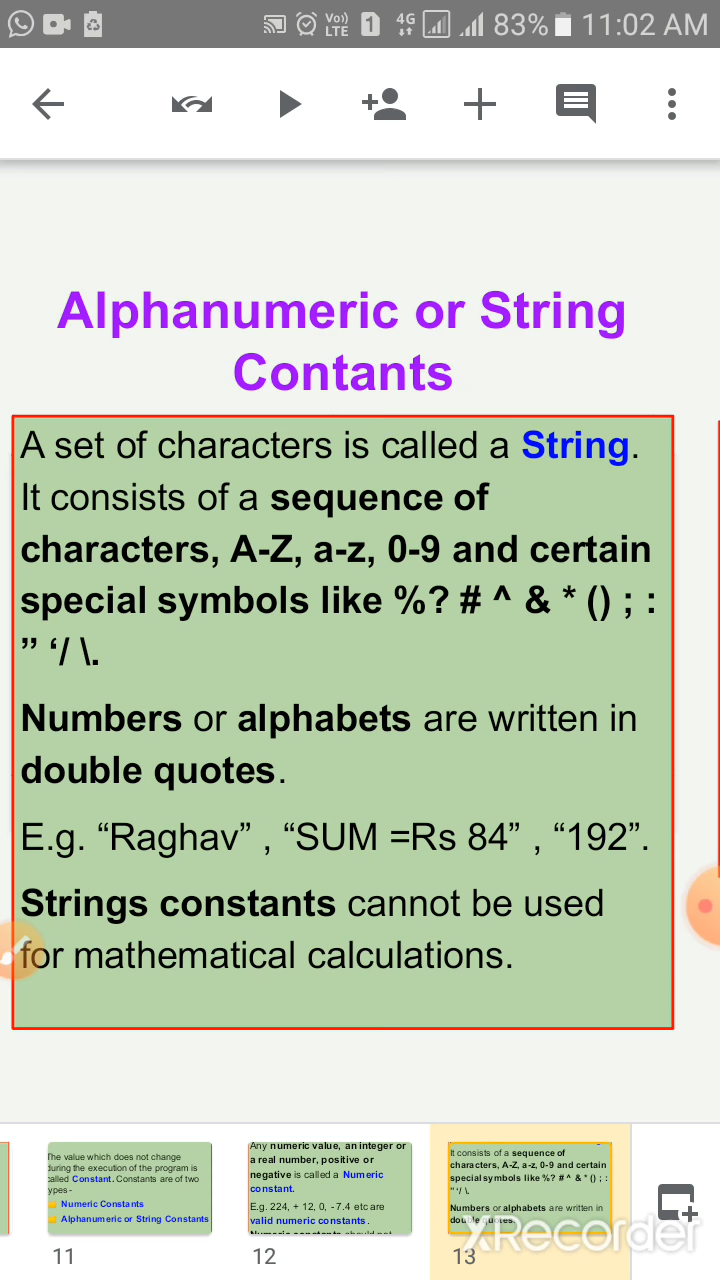 Vo))
LTE
1
4G
83%
11:02 AM
Alphanumeric or String
Contants
A set of characters is called a String.
It consists of a sequence of
characters, A-Z, a-z, 0-9 and certain
special symbols like %? # ^ & * () ; :
” ‘/ \.
Numbers or alphabets are written in
double quotes.
E.g. “Raghav” , “SUM =Rs 84” , “192”.
Strings constants cannot be used
for mathematical calculations.
The value which does not change
during the execution of the program is
called Constant. Constants are of two
types -
Numeric Constants
Alphanumeric or String Constants
11
Any numeric value, an integer or
a real number, positive or
negative is called a Numeric
constant.
E.g. 224, + 12, 0, - 7.4 etc are
valid numeric constants.
12
It consists of a sequence of
characters, A-Z, a-z, 0-9 and certain
special symbols like %? # ^ & * () ; :
” ‘/ \.
Numbers or alphabets are written in
double quotes.
13
XRecorder